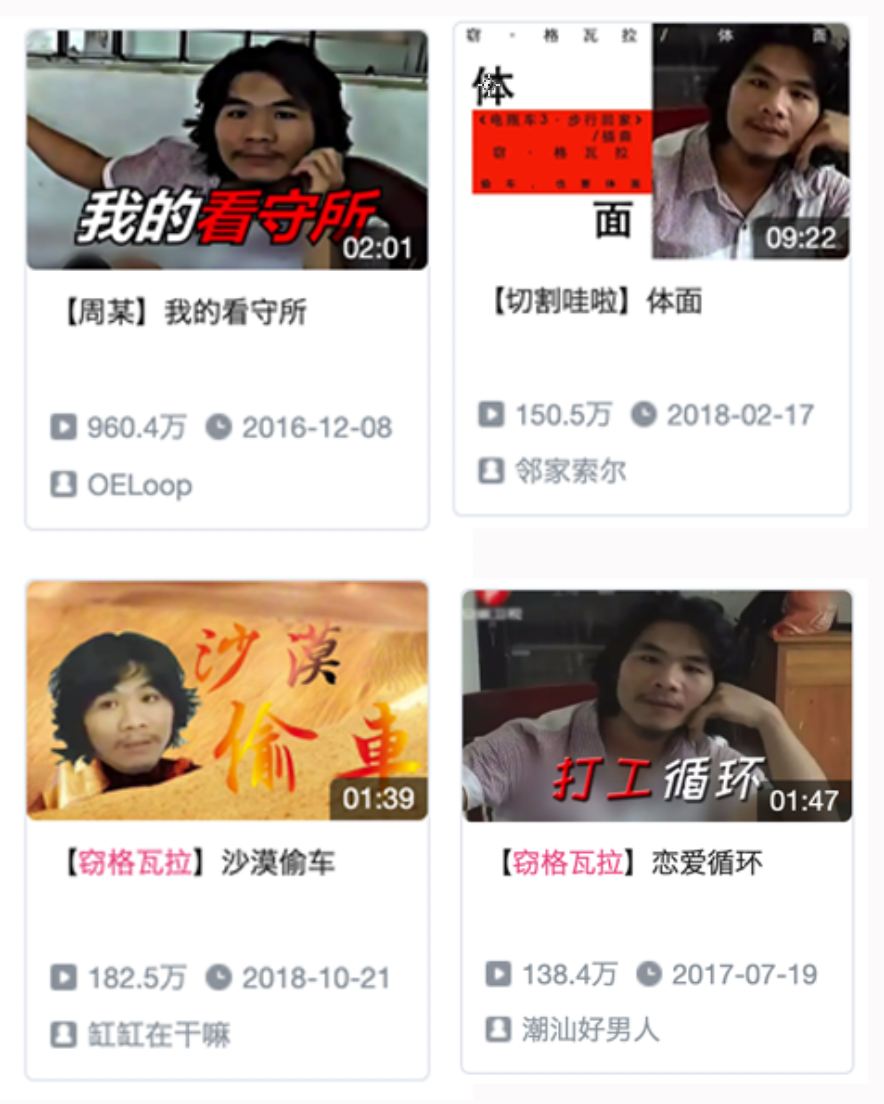 我的看守所
02:01
【周某】我的看守所
960.4万 2016-12-08
OELoop
窃·格瓦拉 / 体面
体
《电瓶车3·步行回家》
/插曲
窃·格瓦拉
偷车,也要体面
面
09:22
【切割哇啦】体面
150.5万 2018-02-17
邻家索尔
沙漠
偷車
01:39
【窃格瓦拉】沙漠偷车
182.5万 2018-10-21
缸缸在干嘛
打工循环
01:47
【窃格瓦拉】恋爱循环
138.4万 2017-07-19
潮汕好男人